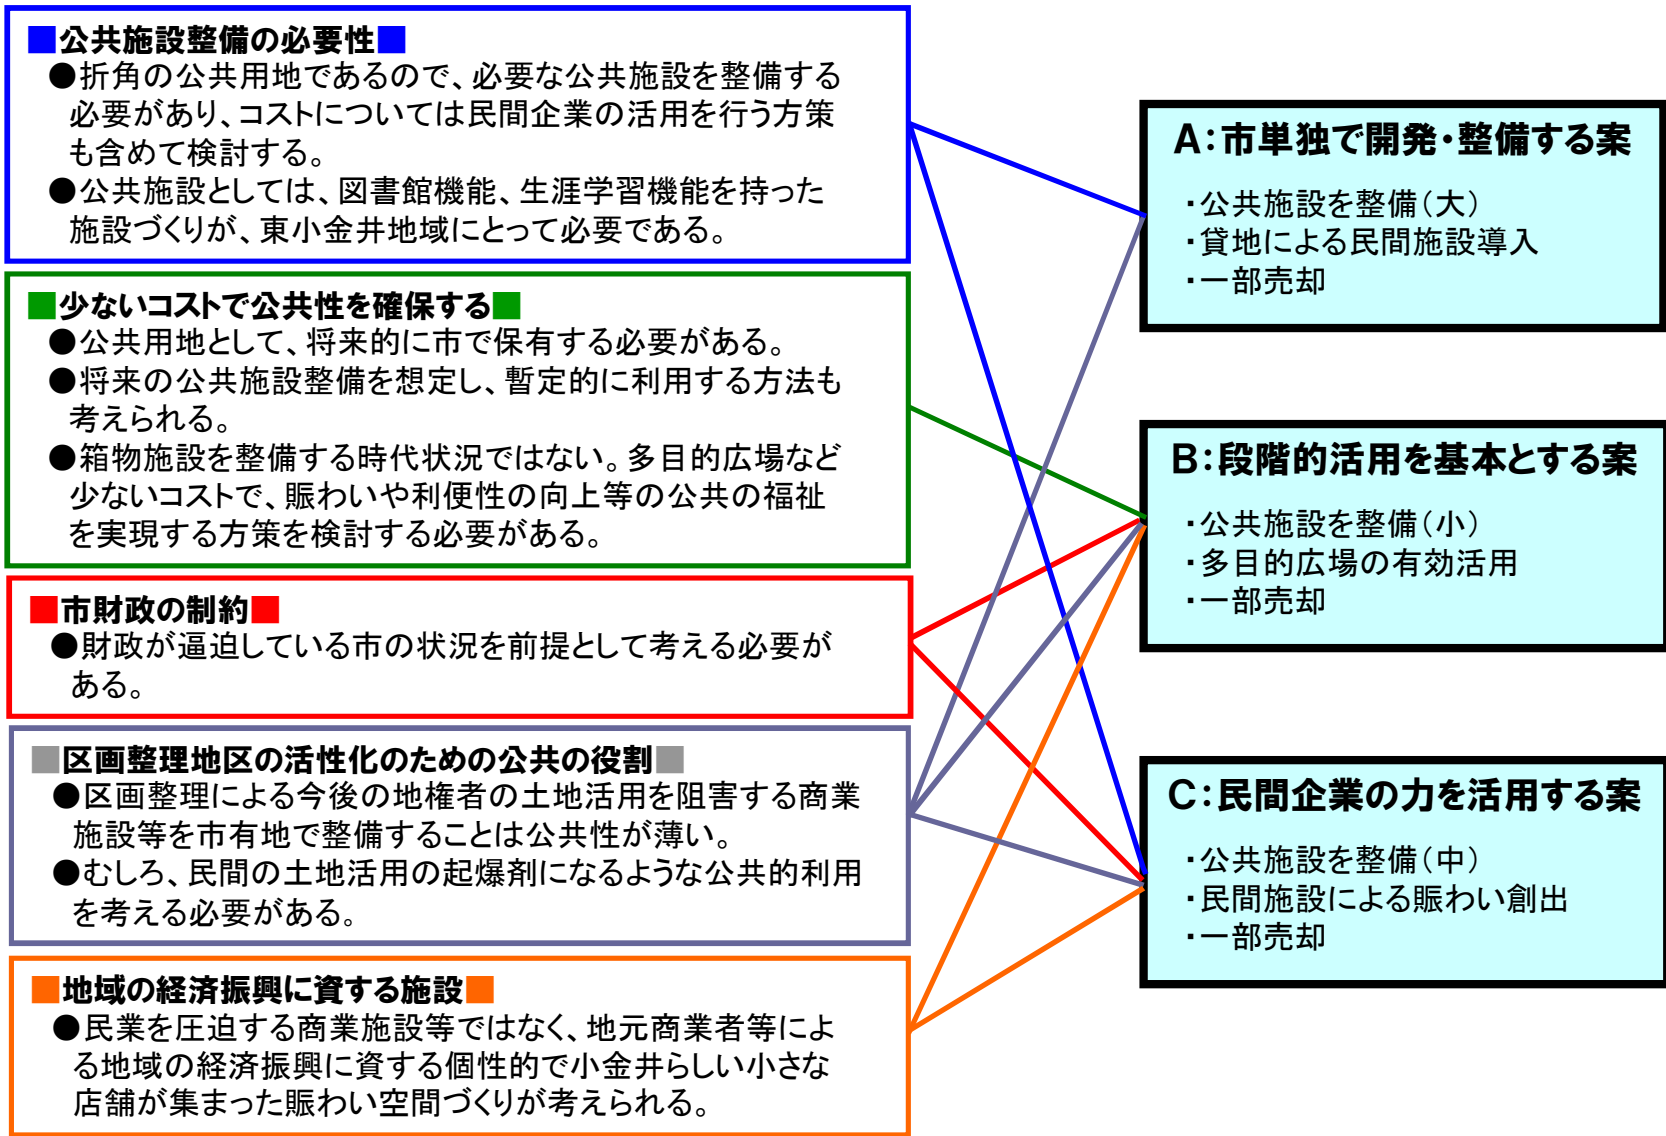 ■公共施設整備の必要性■
●折角の公共用地であるので、必要な公共施設を整備する
必要があり、コストについては民間企業の活用を行う方策
も含めて検討する。
●公共施設としては、図書館機能、生涯学習機能を持った
施設づくりが、東小金井地域にとって必要である。
■少ないコストで公共性を確保する■
●公共用地として、将来的に市で保有する必要がある。
●将来の公共施設整備を想定し、暫定的に利用する方法も
考えられる。
●箱物施設を整備する時代状況ではない。多目的広場など
少ないコストで、賑わいや利便性の向上等の公共の福祉
を実現する方策を検討する必要がある。
■市財政の制約■
●財政が逼迫している市の状況を前提として考える必要が
ある。
■区画整理地区の活性化のための公共の役割■
●区画整理による今後の地権者の土地活用を阻害する商業
施設等を市有地で整備することは公共性が薄い。
●むしろ、民間の土地活用の起爆剤になるような公共的利用
を考える必要がある。
■地域の経済振興に資する施設■
●民業を圧迫する商業施設等ではなく、地元商業者等によ
る地域の経済振興に資する個性的で小金井らしい小さな
店舗が集まった賑わい空間づくりが考えられる。
A：市単独で開発・整備する案
・公共施設を整備（大）
・貸地による民間施設導入
・一部売却
B：段階的活用を基本とする案
・公共施設を整備（小）
・多目的広場の有効活用
・一部売却
C：民間企業の力を活用する案
・公共施設を整備（中）
・民間施設による賑わい創出
・一部売却